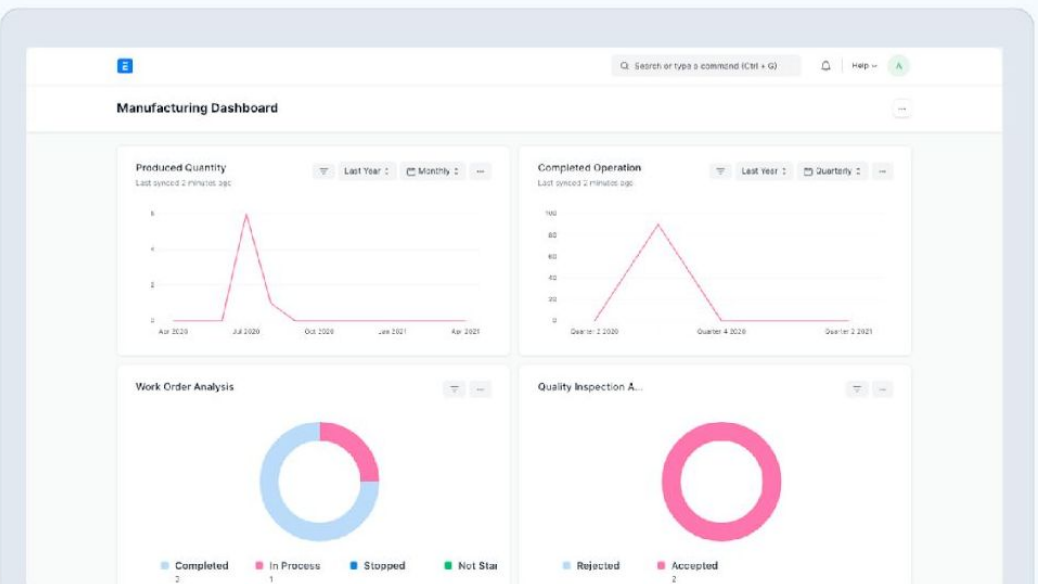 E
Search or type a command (Ctrl + G)
Help
A
Manufacturing Dashboard
...
Produced Quantity
Last Year
Monthly
...
Last synced 2 minutes ago
6
4
2
0
Apr 2020
Jul 2020
Oct 2020
Jan 2021
Apr 2021
Completed Operation
Last Year
Quarterly
...
Last synced 2 minutes ago
100
80
60
40
20
0
Quarter 2 2020
Quarter 4 2020
Quarter 2 2021
Work Order Analysis
...
Completed
3
In Process
1
Stopped
Not Star
Quality Inspection A...
...
Rejected
Accepted
2